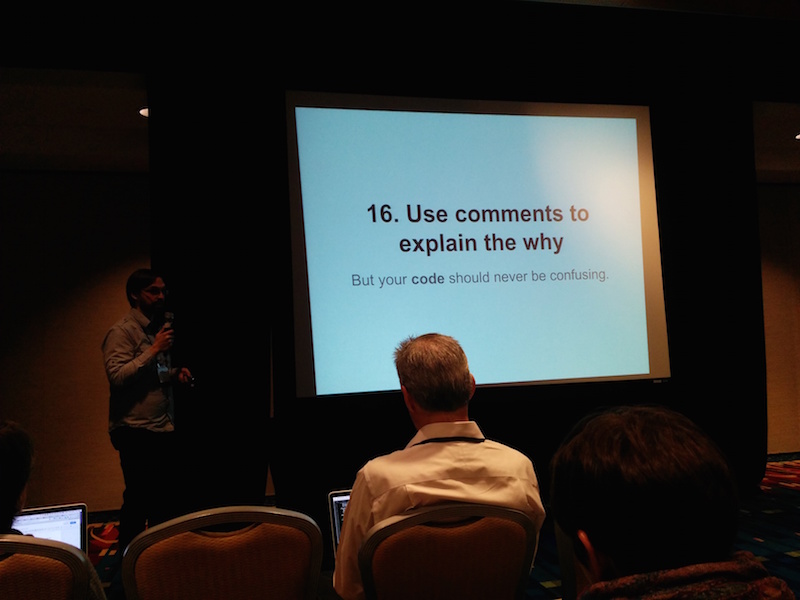 16. Use comments to
explain the why
But your code should never be confusing.